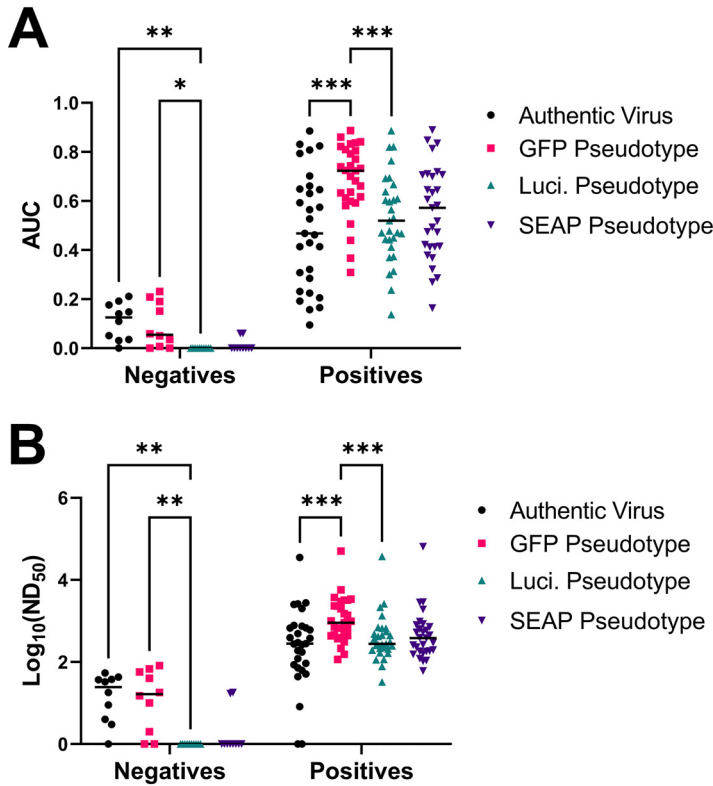 A
** ***
* ***
1.0
0.8
0.6
0.4
0.2
0.0
AUC
Negatives Positives
Authentic Virus
GFP Pseudotype
Luci. Pseudotype
SEAP Pseudotype
B
** ***
** ***
6
4
2
0
Log10(ND50)
Negatives Positives
Authentic Virus
GFP Pseudotype
Luci. Pseudotype
SEAP Pseudotype